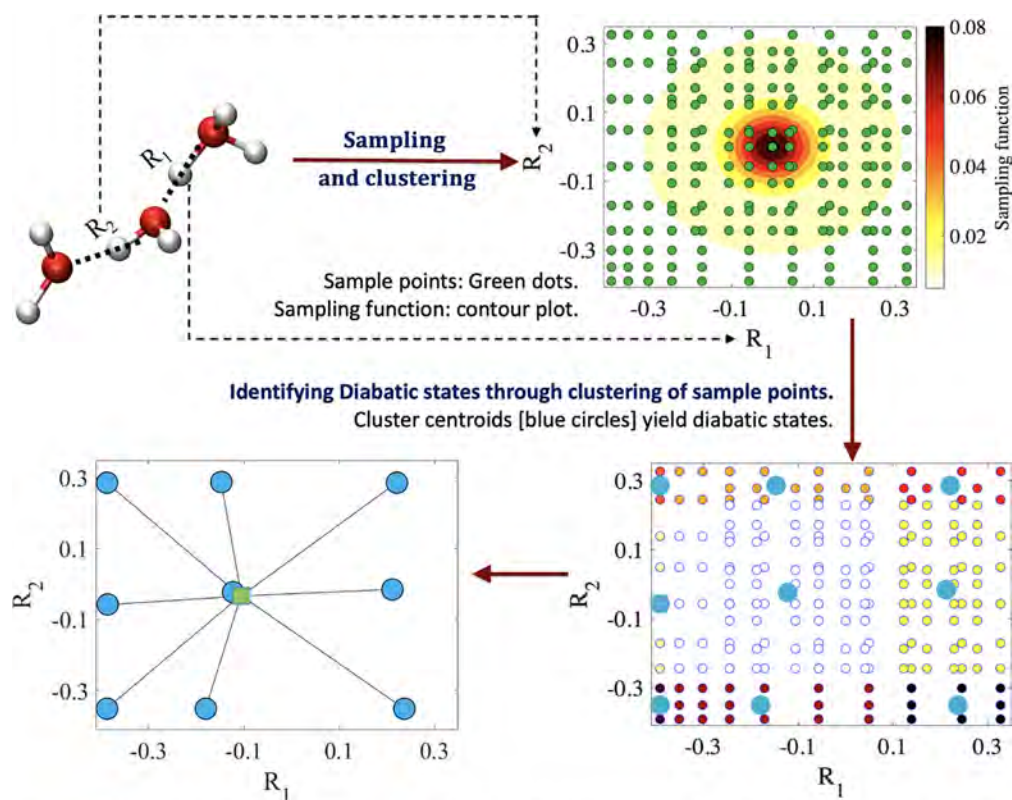 R1
R2
Sampling
and clustering
Sample points: Green dots.
Sampling function: contour plot.
R2
0.3
0.1
-0.1
-0.3
-0.3
-0.1
0.1
0.3
R1
0.08
0.06
0.04
0.02
Sampling function
Identifying Diabatic states through clustering of sample points.
Cluster centroids [blue circles] yield diabatic states.
R2
0.3
0.1
-0.1
-0.3
-0.3
-0.1
0.1
0.3
R1
R2
0.3
0.1
-0.1
-0.3
-0.3
-0.1
0.1
0.3
R1